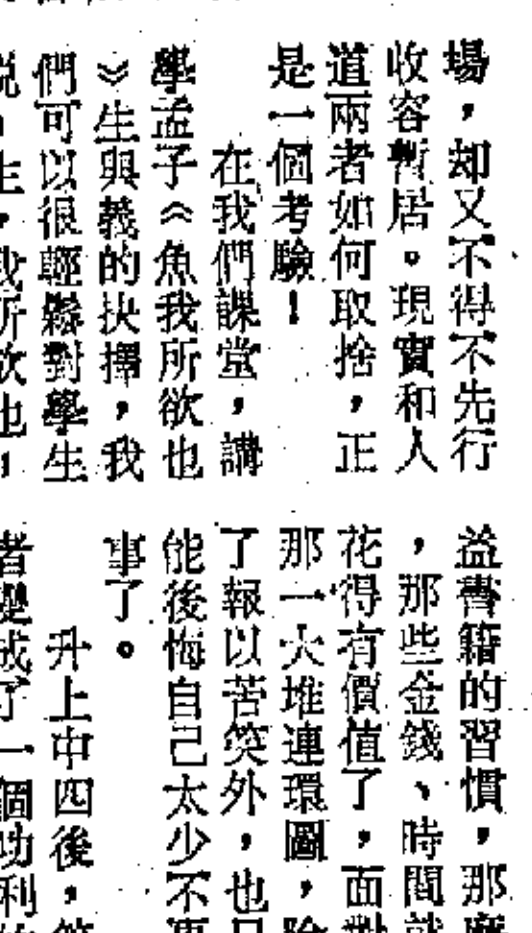 場，却又不得不先行
收容暫居。現實和人
道兩者如何取捨，正
是一個考驗！
在我們課堂，講
學孟子《魚我所欲也
》生與義的抉擇，我
們可以很輕鬆對學生
生，我所欲也，
益書籍的習慣，那麼
，那些金錢、時間就
花得有價值了，面對
那一大堆連環圖，除
了報以苦笑外，也只
能後悔自己太少不更
事了。
升上中四後，
者變成了一個功利